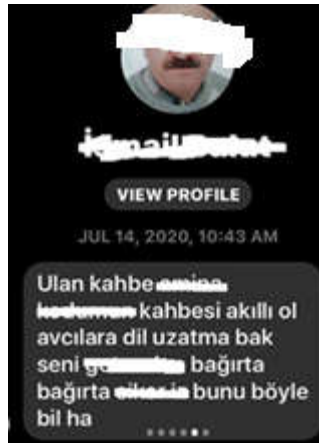 VIEW PROFILE
JUL 14, 2020, 10:43 AM
Ulan kahbe
kahbesi akıllı ol
avcılara dil uzatma bak
seni bağırta
bağırta bunu böyle
bil ha